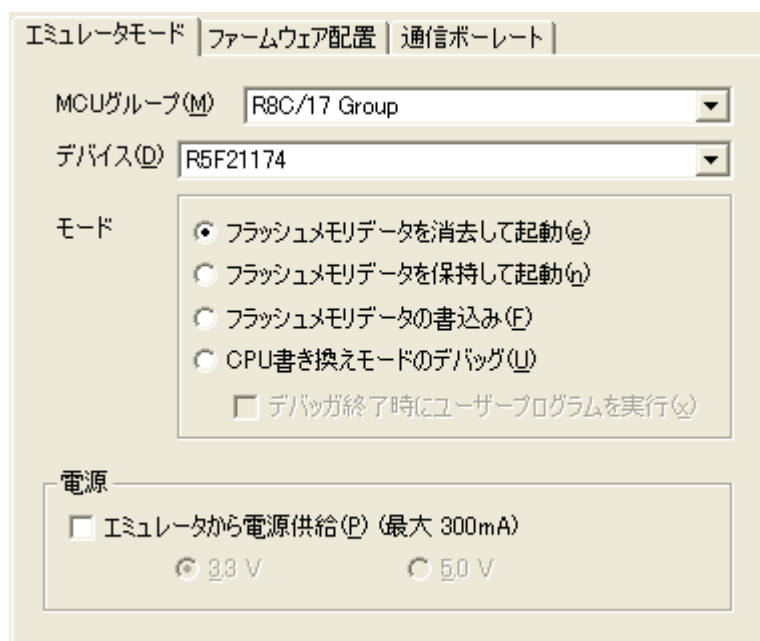 エミュレータモード ファームウェア配置 通信ボーレート
MCUグループ(M) R8C/17 Group
デバイス(D) R5F21174
モード
フラッシュメモリデータを消去して起動(e)
フラッシュメモリデータを保持して起動(n)
フラッシュメモリデータの書込み(F)
CPU書き換えモードのデバッグ(U)
デバッガ終了時にユーザープログラムを実行(x)
電源
エミュレータから電源供給(P) (最大 300mA)
3.3 V 5.0 V